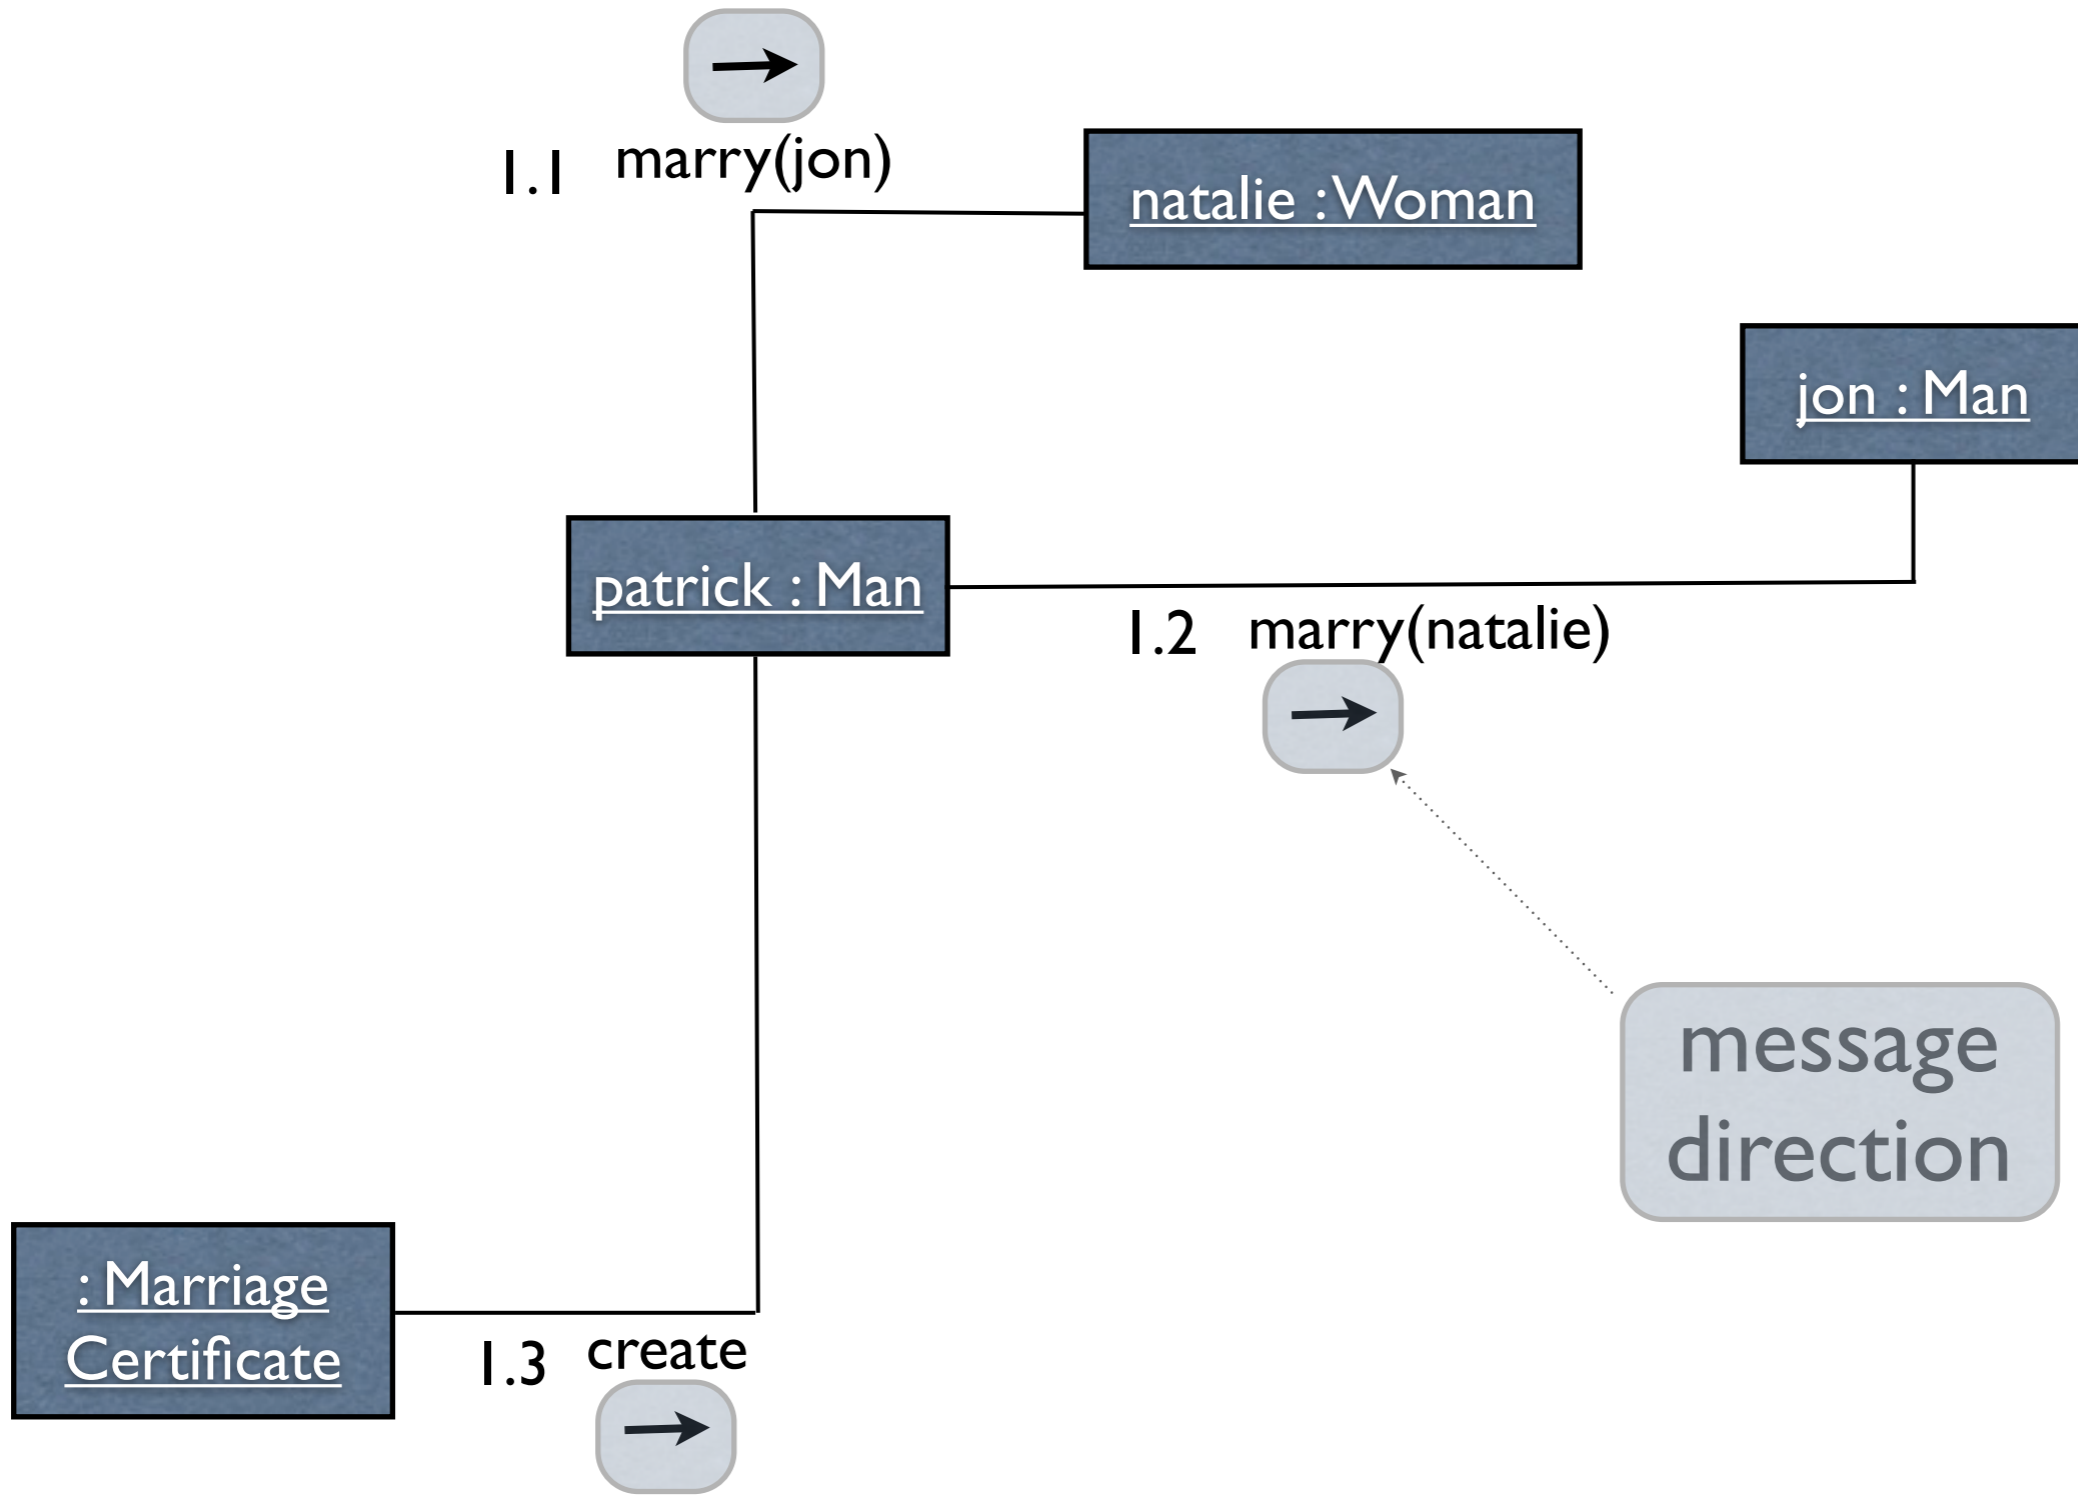 1.1 marry(jon)
natalie : Woman
jon : Man
patrick : Man
1.2 marry(natalie)
message
direction
: Marriage
Certificate
1.3 create